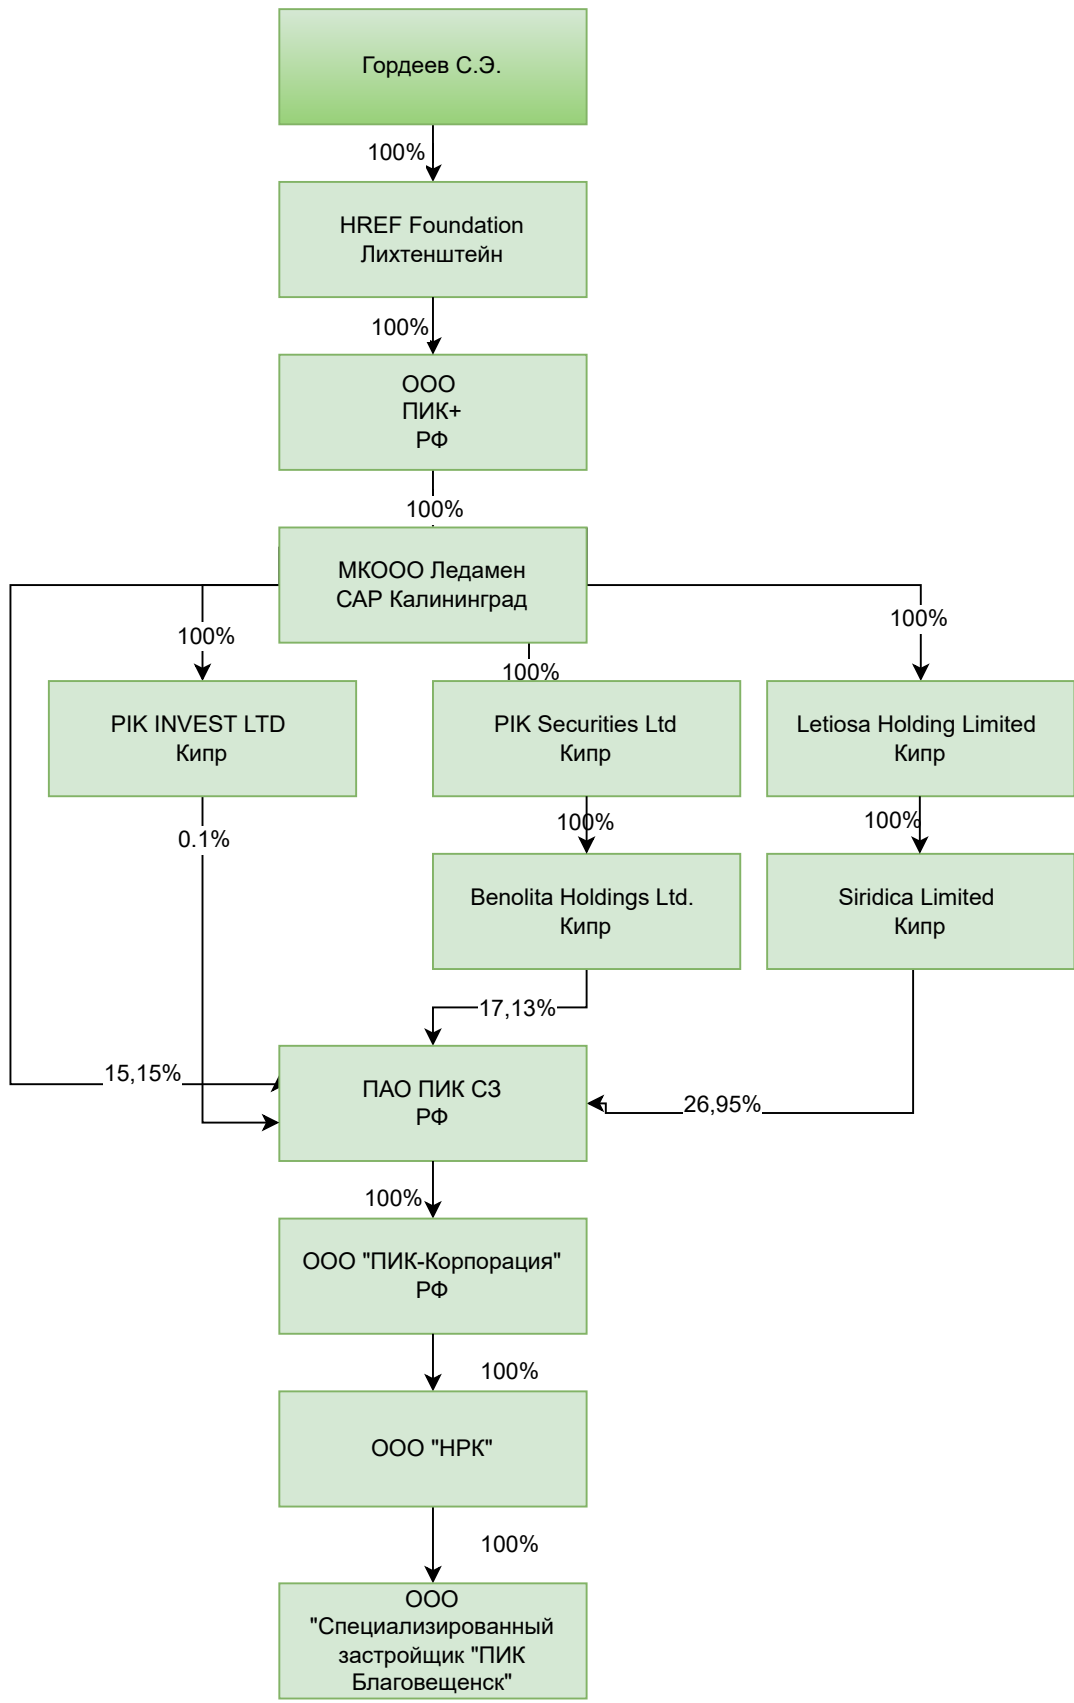 Гордеев С.Э.
100%
HREF Foundation
Лихтенштейн
100%
ООО
ПИК+
РФ
100%
МКООО Ледамен
САР Калининград
100%
100%
100%
PIK INVEST LTD
Кипр
PIK Securities Ltd
Кипр
Letiosa Holding Limited
Кипр
0.1%
100%
100%
Benolita Holdings Ltd.
Кипр
Siridica Limited
Кипр
17,13%
15,15%
ПАО ПИК СЗ
РФ
26,95%
100%
ООО "ПИК-Корпорация"
РФ
100%
ООО "НРК"
100%
ООО
"Специализированный
застройщик "ПИК
Благовещенск"